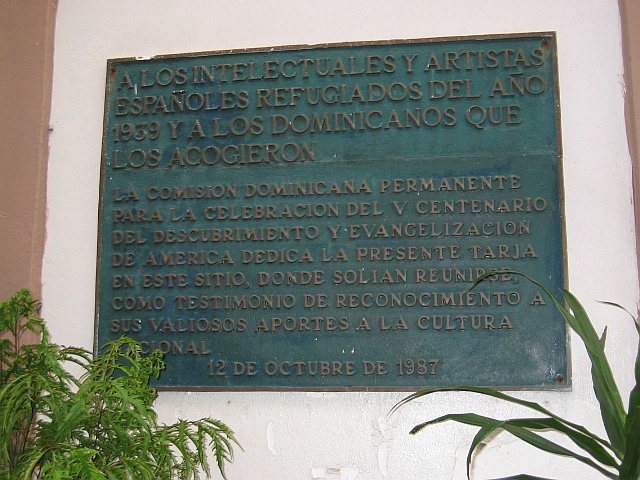 A LOS INTELECTUALES Y ARTISTAS
ESPAÑOLES REFUGIADOS DEL AÑO
1939 Y A LOS DOMINICANOS QUE
LOS ACOGIERON
LA COMISION DOMINICANA PERMANENTE
PARA LA CELEBRACION DEL V CENTENARIO
DEL DESCUBRIMIENTO Y EVANGELIZACION
DE AMERICA DEDICA LA PRESENTE TARJA
EN ESTE SITIO, DONDE SOLIAN REUNIRSE,
COMO TESTIMONIO DE RECONOCIMIENTO A
SUS VALIOSOS APORTES A LA CULTURA
NACIONAL
12 DE OCTUBRE DE 1987